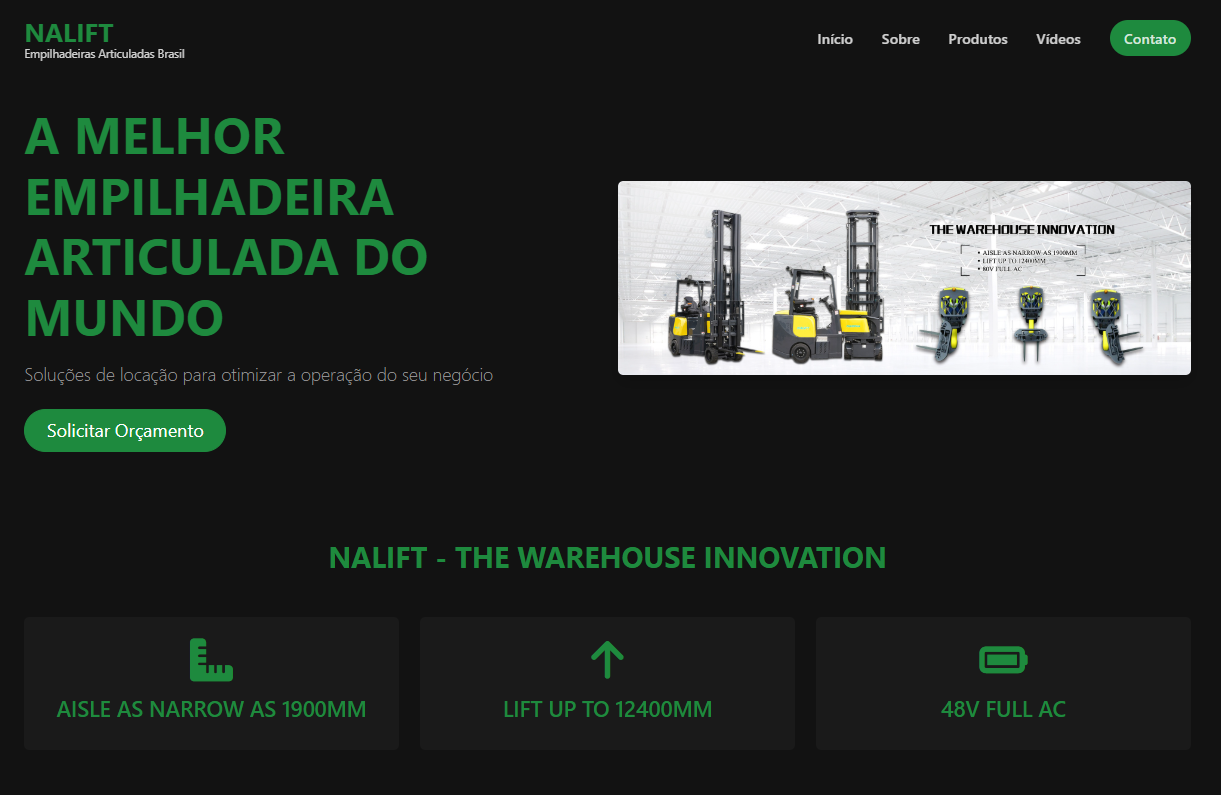 NALIFT
Empilhadeiras Articuladas Brasil
Início Sobre Produtos Vídeos Contato
A MELHOR
EMPILHADEIRA
ARTICULADA DO
MUNDO
Soluções de locação para otimizar a operação do seu negócio
Solicitar Orçamento
THE WAREHOUSE INNOVATION
• AISLE AS NARROW AS 1900MM
• LIFT UP TO 12400MM
• 80V FULL AC
NALIFT - THE WAREHOUSE INNOVATION
AISLE AS NARROW AS 1900MM
LIFT UP TO 12400MM
48V FULL AC